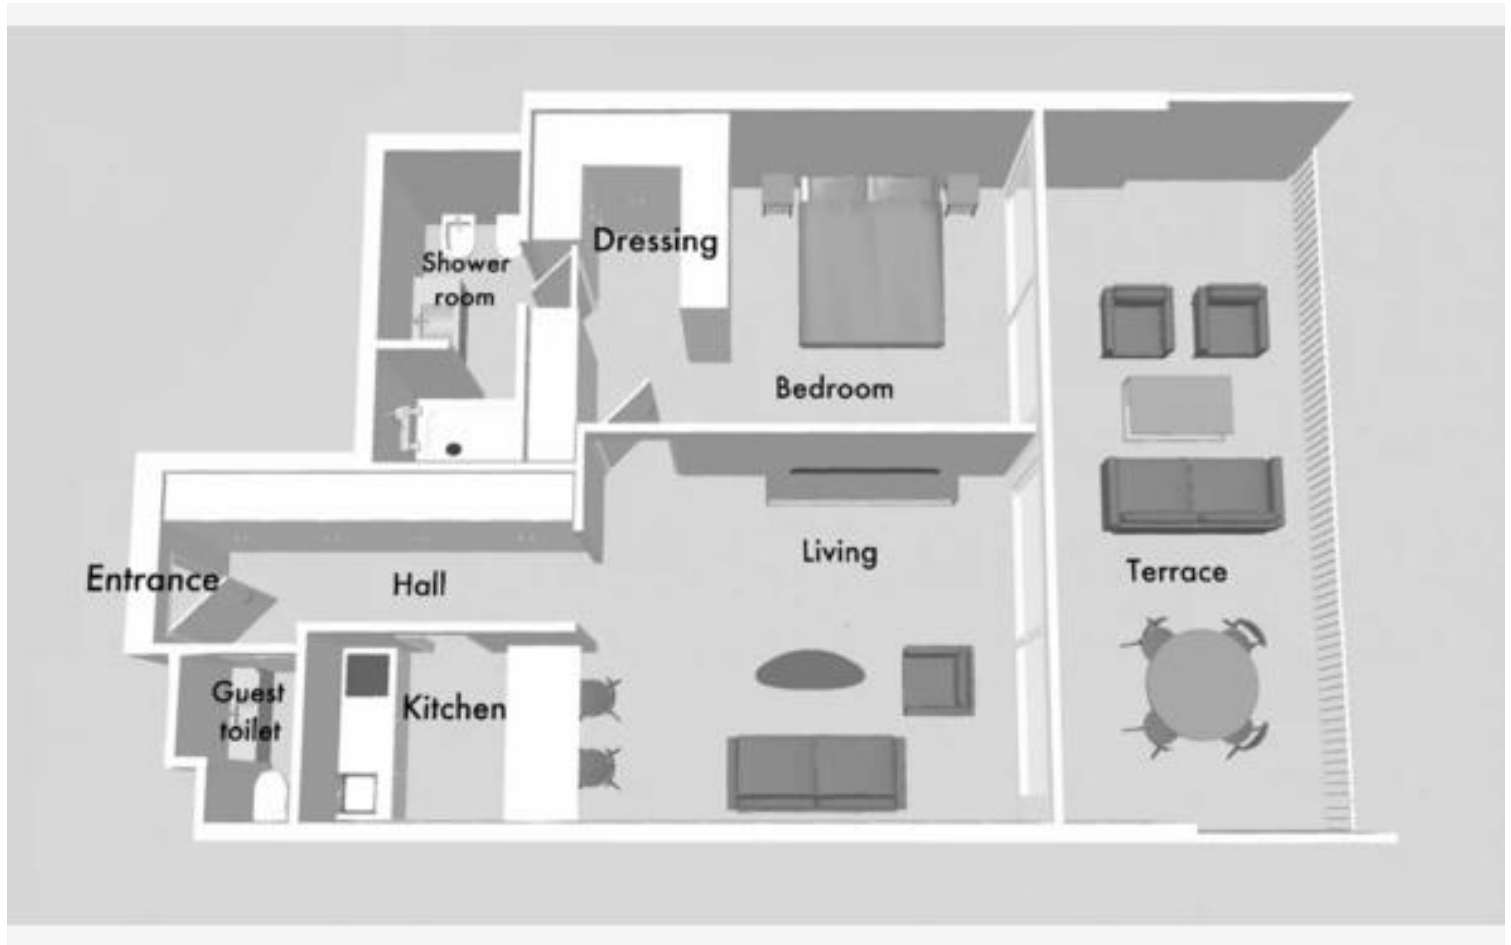 Dressing
Shower
room
Bedroom
Living
Entrance
Hall
Terrace
Guest
toilet
Kitchen